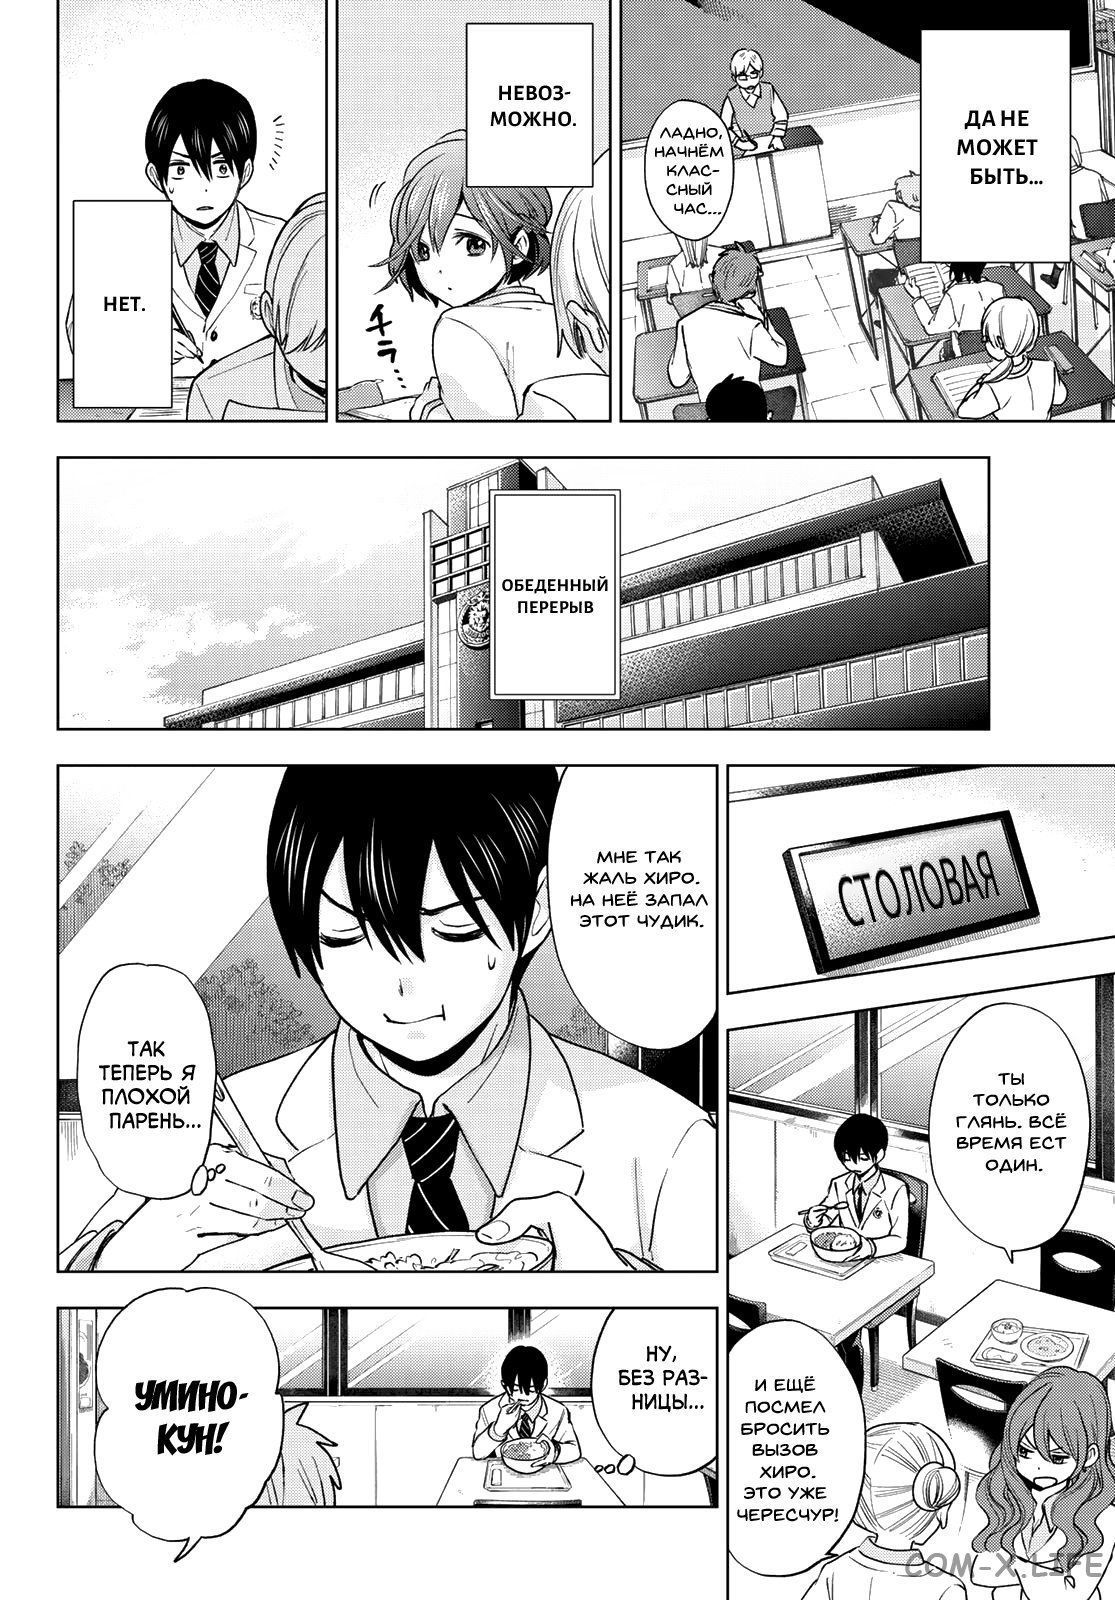 ДА НЕ
МОЖЕТ
БЫТЬ...
ЛАДНО,
НАЧНЁМ
КЛАС-
СНЫЙ
ЧАС...
НЕВОЗ-
МОЖНО.
チラ...
НЕТ.
ОБЕДЕННЫЙ
ПЕРЕРЫВ
СТОЛОВАЯ
ТЫ
ТОЛЬКО
ГЛЯНЬ. ВСЁ
ВРЕМЯ ЕСТ
ОДИН.
И ЕЩЁ
ПОСМЕЛ
БРОСИТЬ
ВЫЗОВ
ХИРО.
ЭТО УЖЕ
ЧЕРЕСЧУР!
МНЕ ТАК
ЖАЛЬ ХИРО.
НА НЕЁ ЗАПАЛ
ЭТОТ ЧУДИК.
ТАК
ТЕПЕРЬ Я
ПЛОХОЙ
ПАРЕНЬ...
НУ,
БЕЗ РАЗ-
НИЦЫ...
УМИНО-
КУН!
COM-X.LIFE